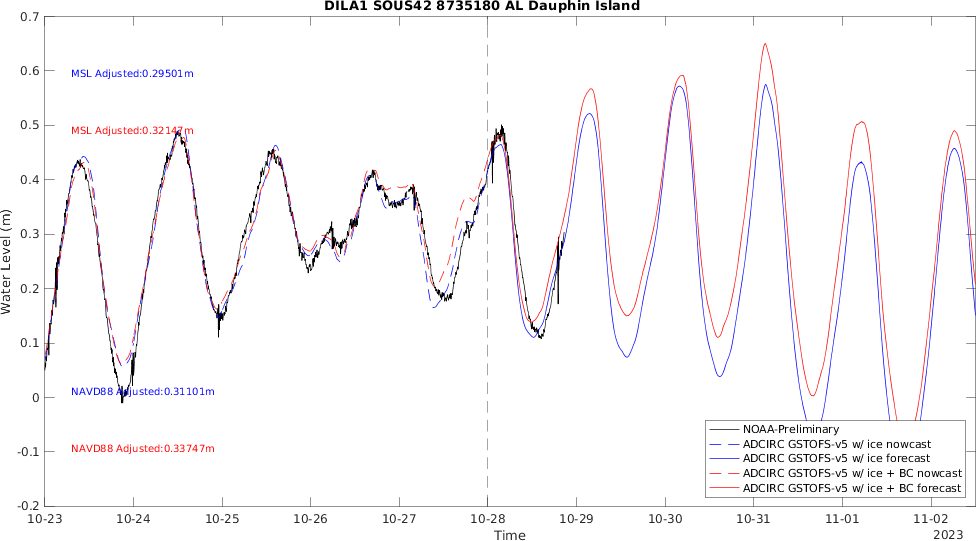 DILA1 SOUS42 8735180 AL Dauphin Island
0.7
0.6
0.5
0.4
0.3
0.2
0.1
0
-0.1
-0.2
Water Level (m)
MSL Adjusted:0.29501m
MSL Adjusted:0.32147m
NAVD88 Adjusted:0.31101m
NAVD88 Adjusted:0.33747m
NOAA-Preliminary
ADCIRC GSTOFS-v5 w/ ice nowcast
ADCIRC GSTOFS-v5 w/ ice forecast
ADCIRC GSTOFS-v5 w/ ice + BC nowcast
ADCIRC GSTOFS-v5 w/ ice + BC forecast
10-23 10-24 10-25 10-26 10-27 10-28 10-29 10-30 10-31 11-01 11-02
Time
2023